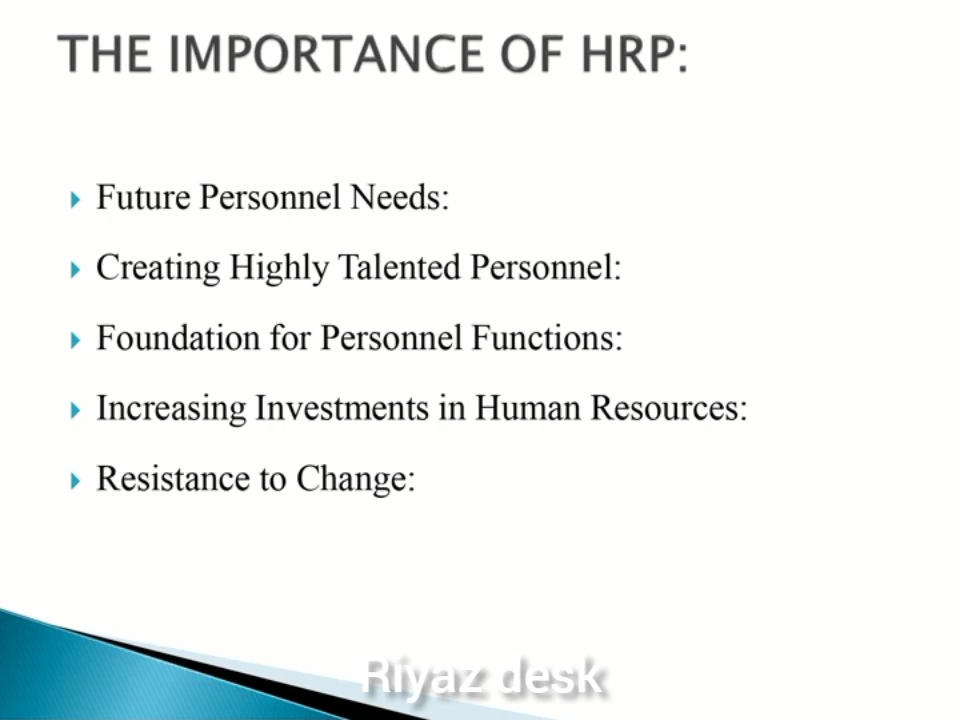 THE IMPORTANCE OF HRP:
Future Personnel Needs:
Creating Highly Talented Personnel:
Foundation for Personnel Functions:
Increasing Investments in Human Resources:
Resistance to Change:
Riyaz desk